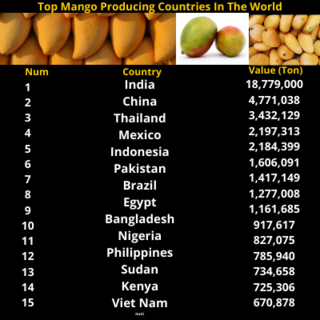 Top Mango Producing Countries In The World
Num Country Value (Ton)
1 India 18,779,000
2 China 4,771,038
3 Thailand 3,432,129
4 Mexico 2,197,313
5 Indonesia 2,184,399
6 Pakistan 1,606,091
7 Brazil 1,417,149
8 Egypt 1,277,008
9 Bangladesh 1,161,685
10 Nigeria 917,617
11 Philippines 827,075
12 Sudan 785,940
13 Kenya 734,658
14 Viet Nam 725,306
15 670,878